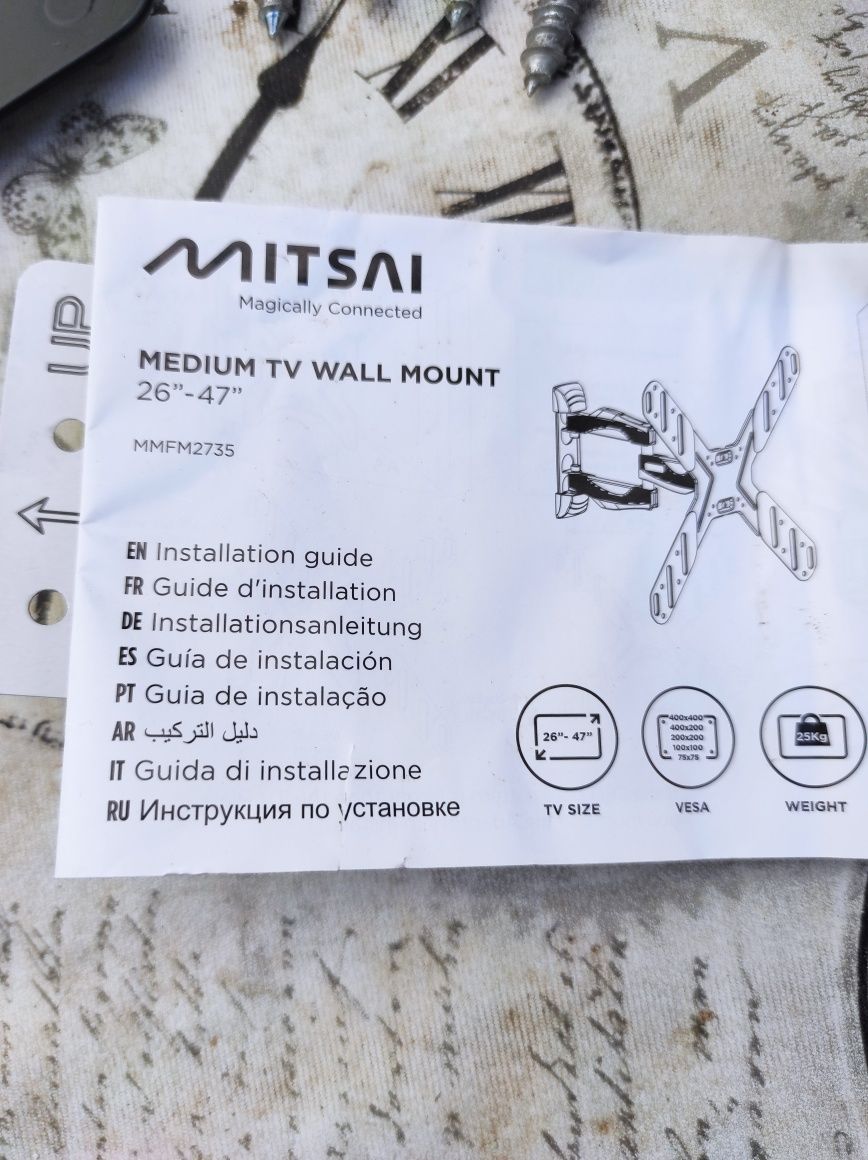 MITSAI
Magically Connected
MEDIUM TV WALL MOUNT
26”-47”
MMFM2735
EN Installation guide
FR Guide d'installation
DE Installationsanleitung
ES Guía de instalación
PT Guia de instalação
AR دليل التركيب
IT Guida di installazione
RU Инструкция по установке
26”- 47”
TV SIZE
400x400
400x200
200x200
100x100
75x75
VESA
25Kg
WEIGHT
UP